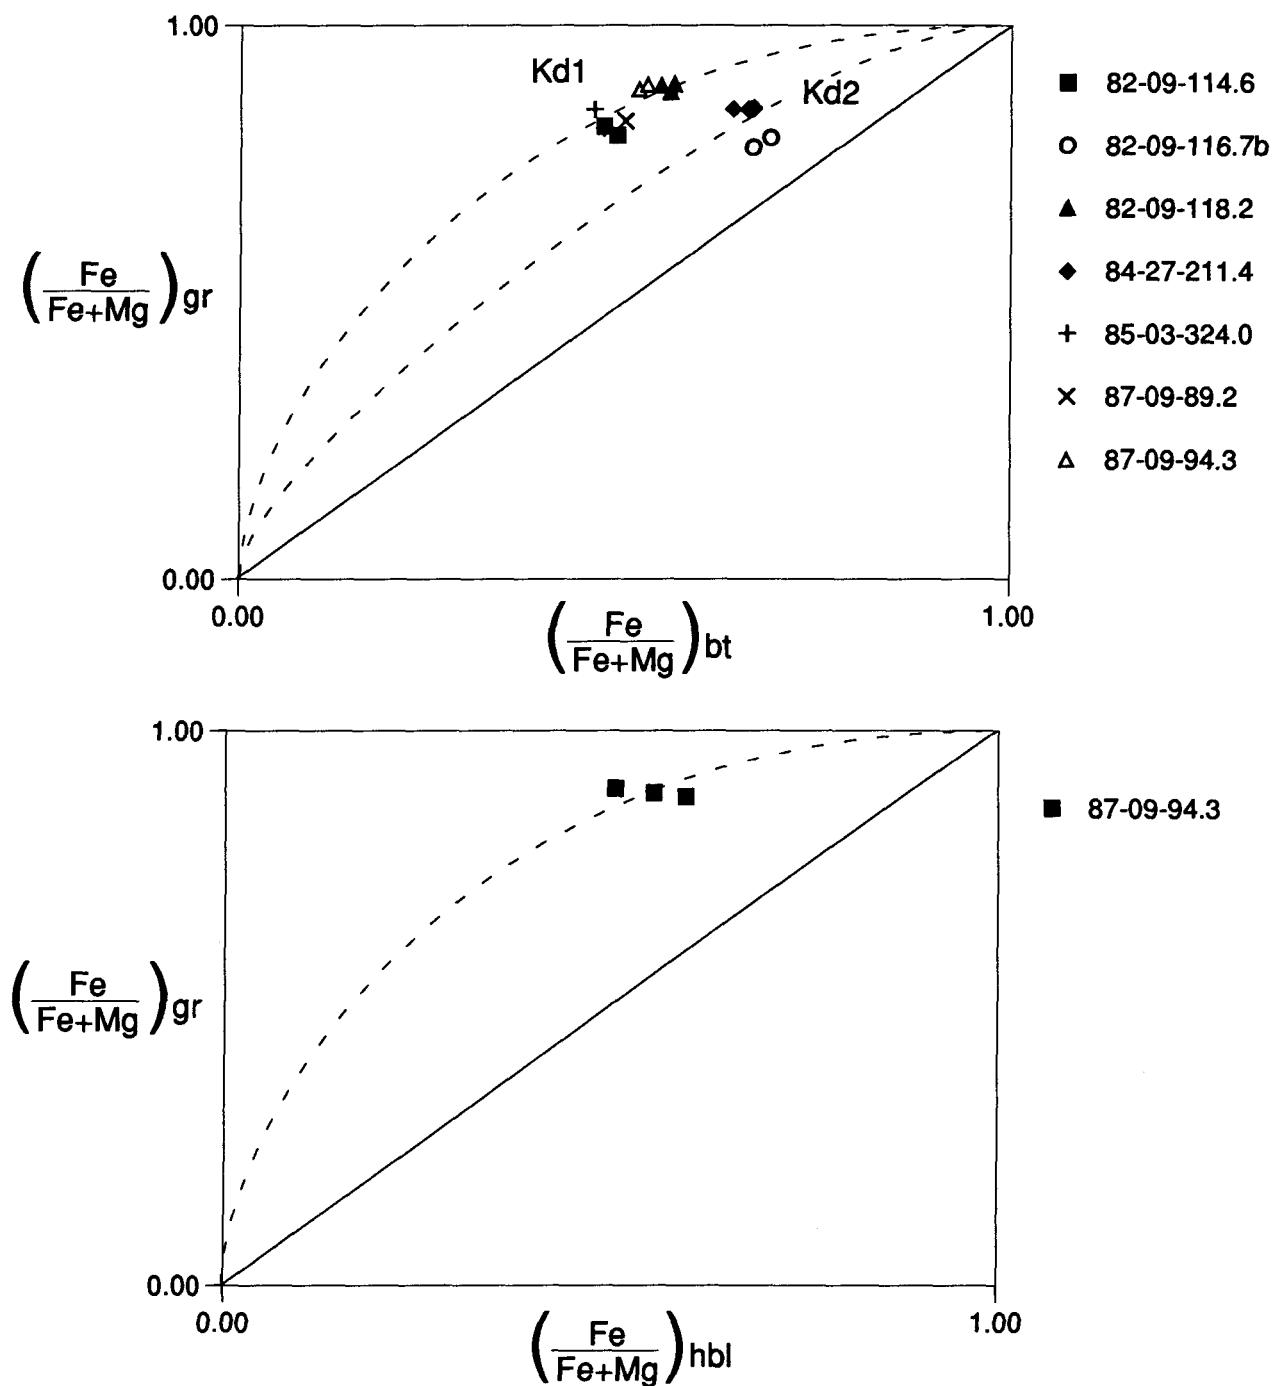 1.00
Kd1
Kd2
(Fe/Fe+Mg)gr
0.00
0.00
1.00
(Fe/Fe+Mg)bt
82-09-114.6
82-09-116.7b
82-09-118.2
84-27-211.4
85-03-324.0
87-09-89.2
87-09-94.3
1.00
(Fe/Fe+Mg)gr
0.00
0.00
1.00
(Fe/Fe+Mg)hbl
87-09-94.3